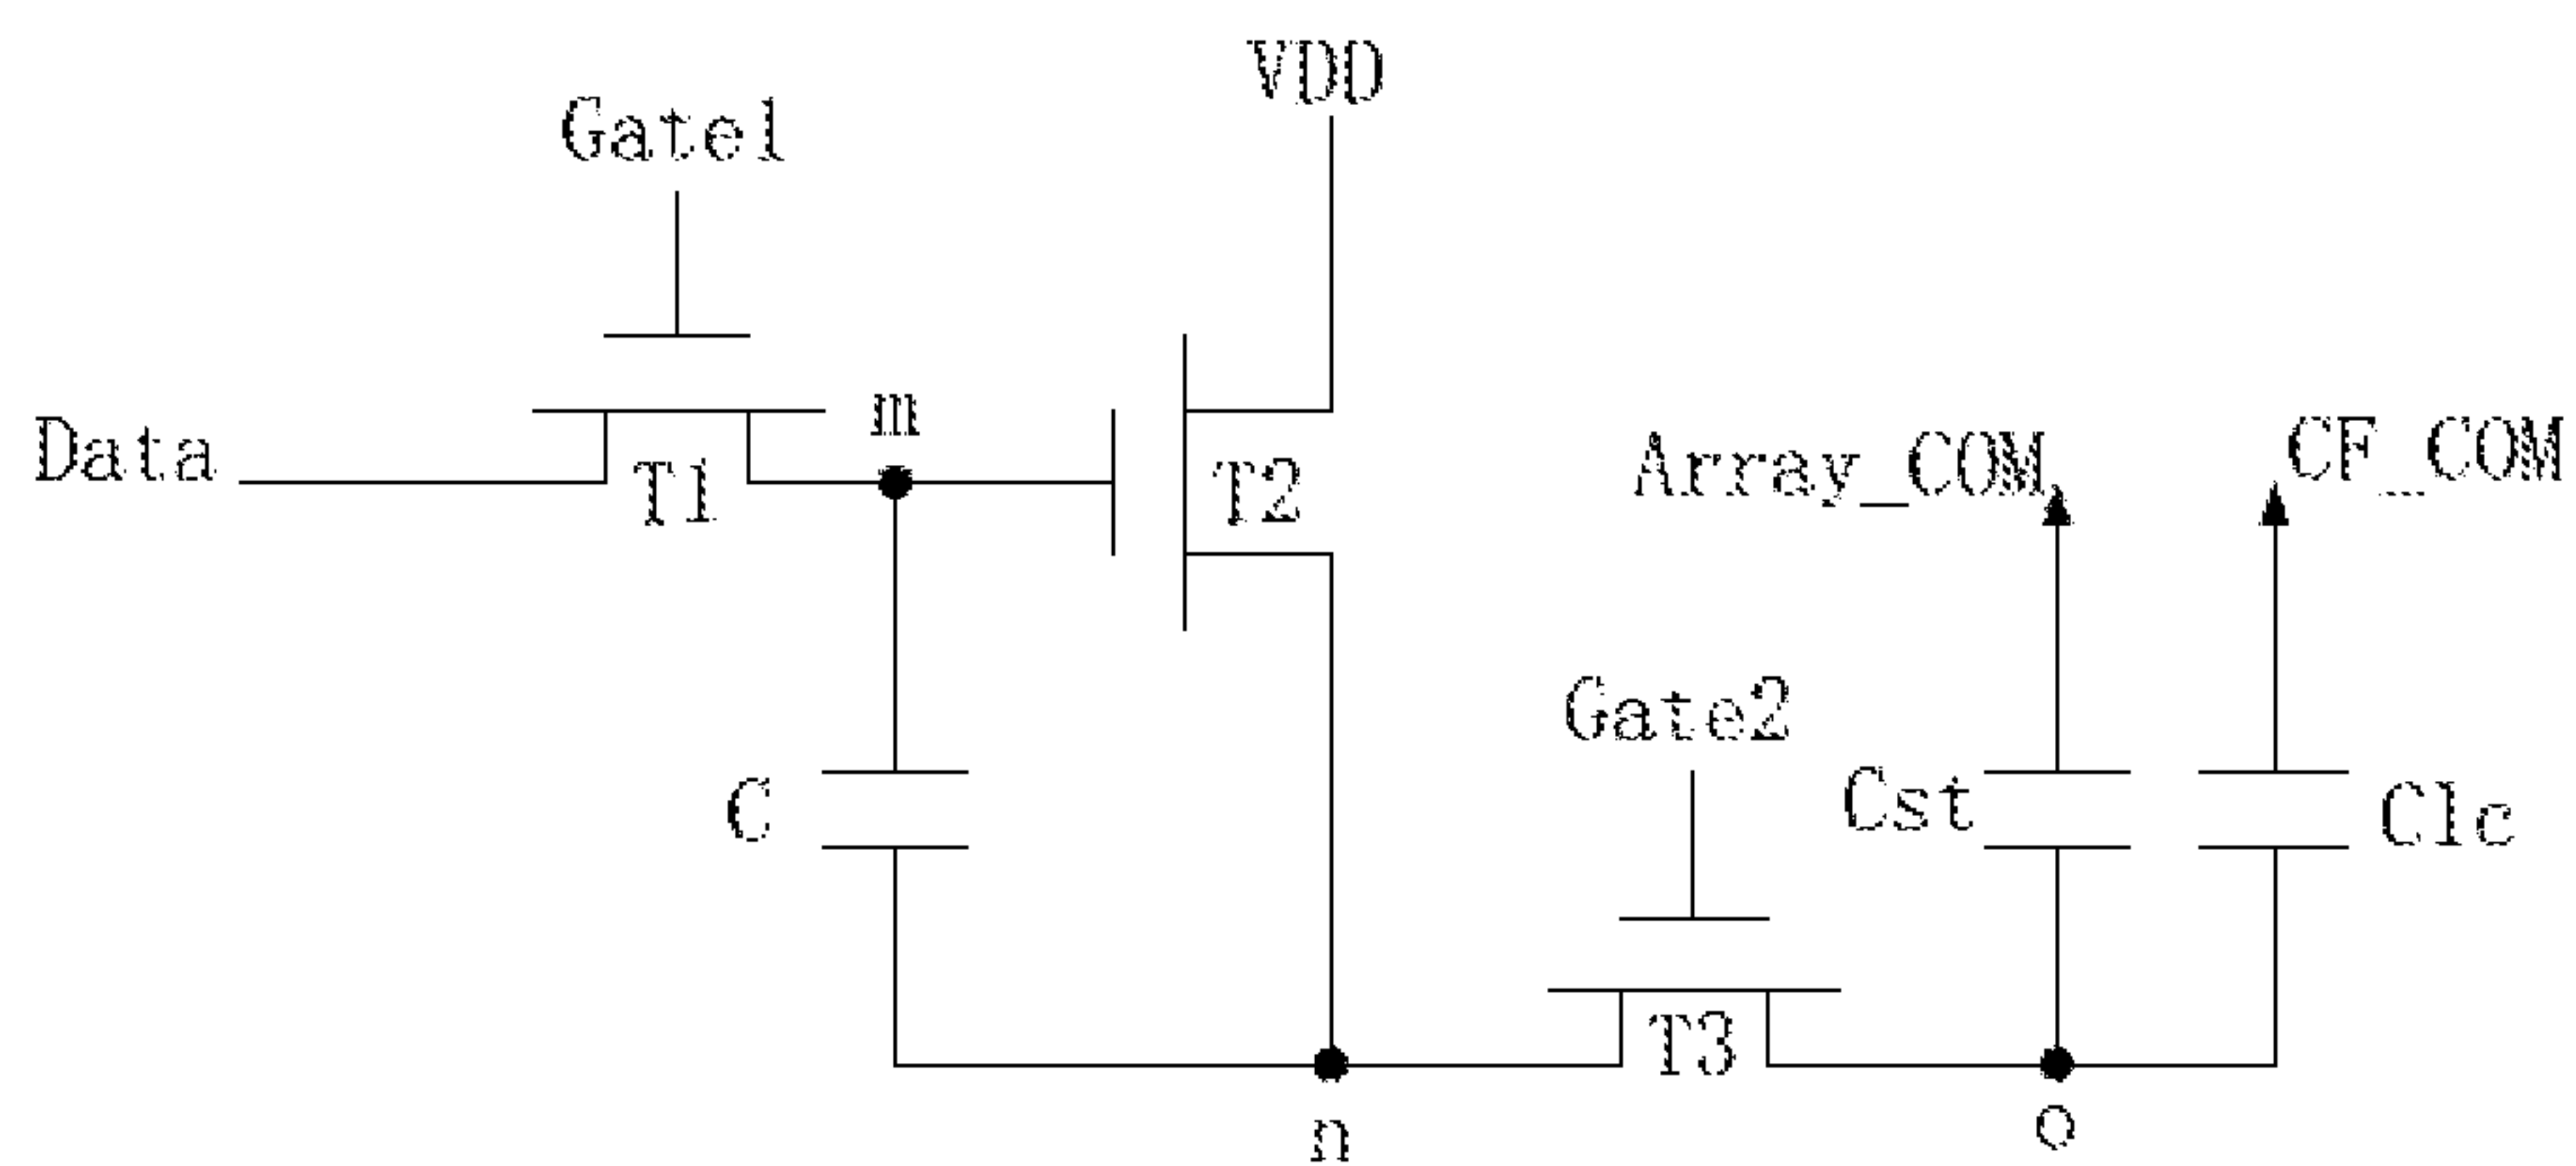 VDD
Gate1
m
Data
T1
T2
Array_COM
CF_COM
Gate2
C
Cst
Clc
T3
n
o